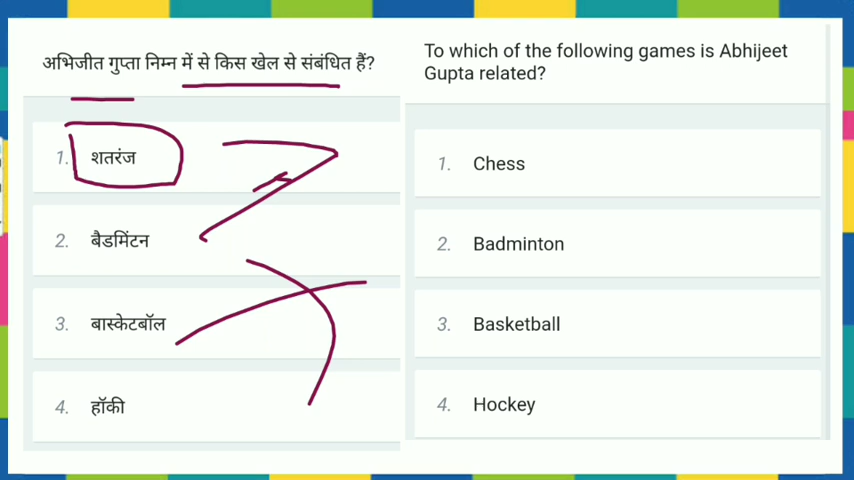 अभिजीत गुप्ता निम्न में से किस खेल से संबंधित हैं?
1. शतरंज
2. बैडमिंटन
3. बास्केटबॉल
4. हॉकी
To which of the following games is Abhijeet
Gupta related?
1. Chess
2. Badminton
3. Basketball
4. Hockey